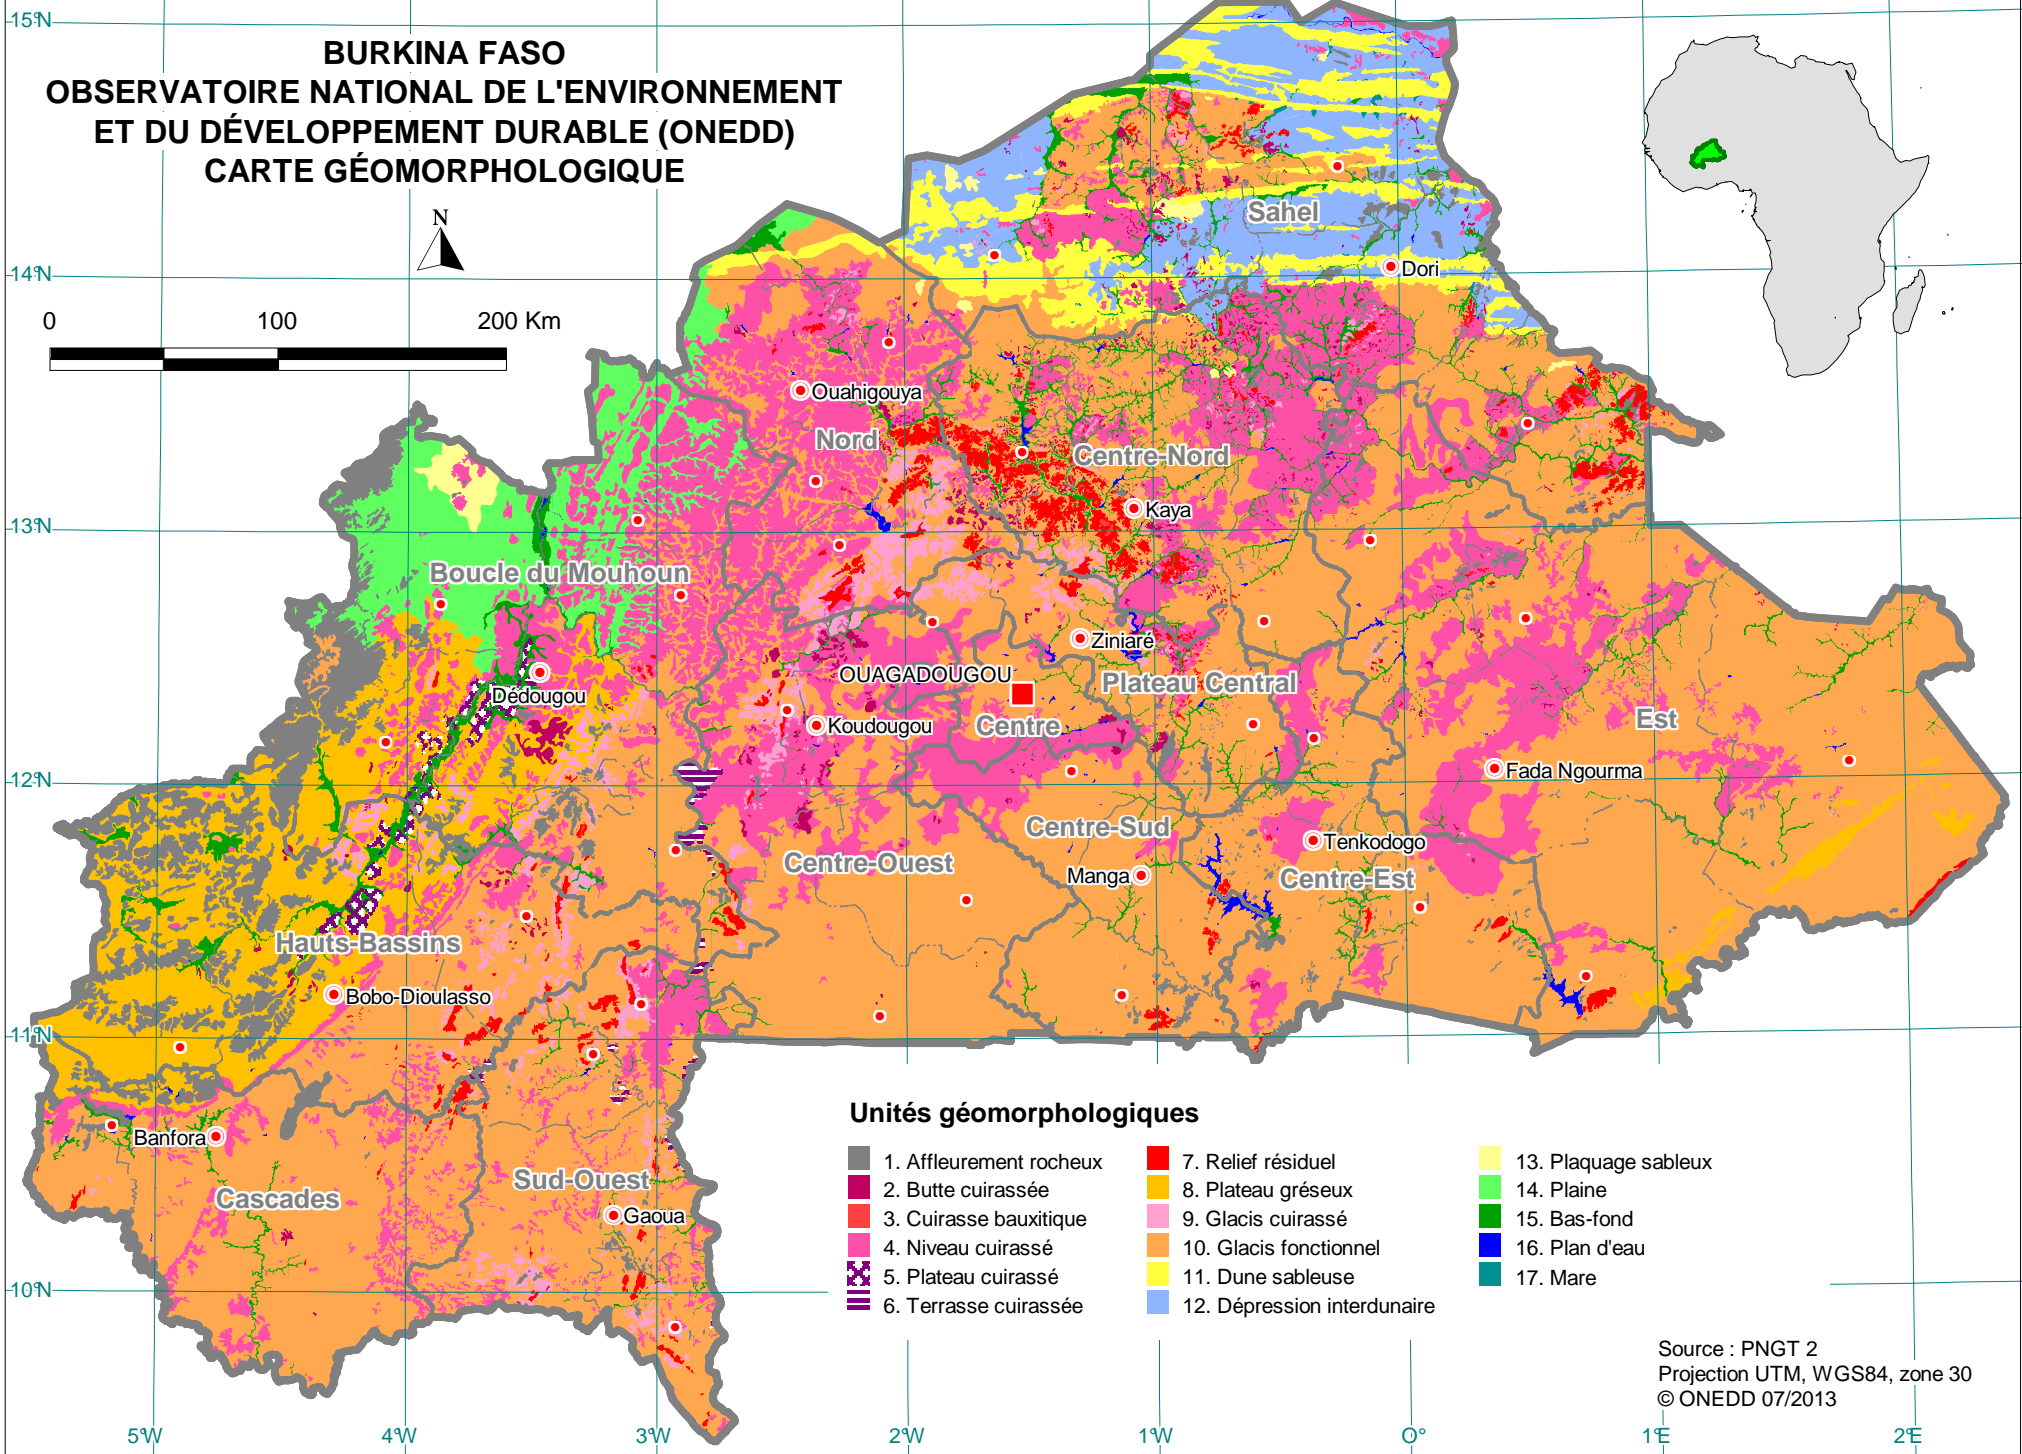 BURKINA FASO
OBSERVATOIRE NATIONAL DE L'ENVIRONNEMENT
ET DU DÉVELOPPEMENT DURABLE (ONEDD)
CARTE GÉOMORPHOLOGIQUE
N
0 100 200 Km
15°N
14°N
13°N
12°N
11°N
10°N
Sahel
Dori
Ouahigouya
Nord
Centre-Nord
Kaya
Boucle du Mouhoun
Ziniaré
OUAGADOUGOU
Plateau Central
Dédougou
Koudougou
Centre
Est
Fada Ngourma
Centre-Sud
Tenkodogo
Centre-Ouest
Manga
Centre-Est
Hauts-Bassins
Bobo-Dioulasso
Banfora
Sud-Ouest
Cascades
Gaoua
Unités géomorphologiques
1. Affleurement rocheux
2. Butte cuirassée
3. Cuirasse bauxitique
4. Niveau cuirassé
5. Plateau cuirassé
6. Terrasse cuirassée
7. Relief résiduel
8. Plateau gréseux
9. Glacis cuirassé
10. Glacis fonctionnel
11. Dune sableuse
12. Dépression interdunaire
13. Plaquage sableux
14. Plaine
15. Bas-fond
16. Plan d'eau
17. Mare
Source : PNGT 2
Projection UTM, WGS84, zone 30
© ONEDD 07/2013
5°W 4°W 3°W 2°W 1°W O° 1°E 2°E